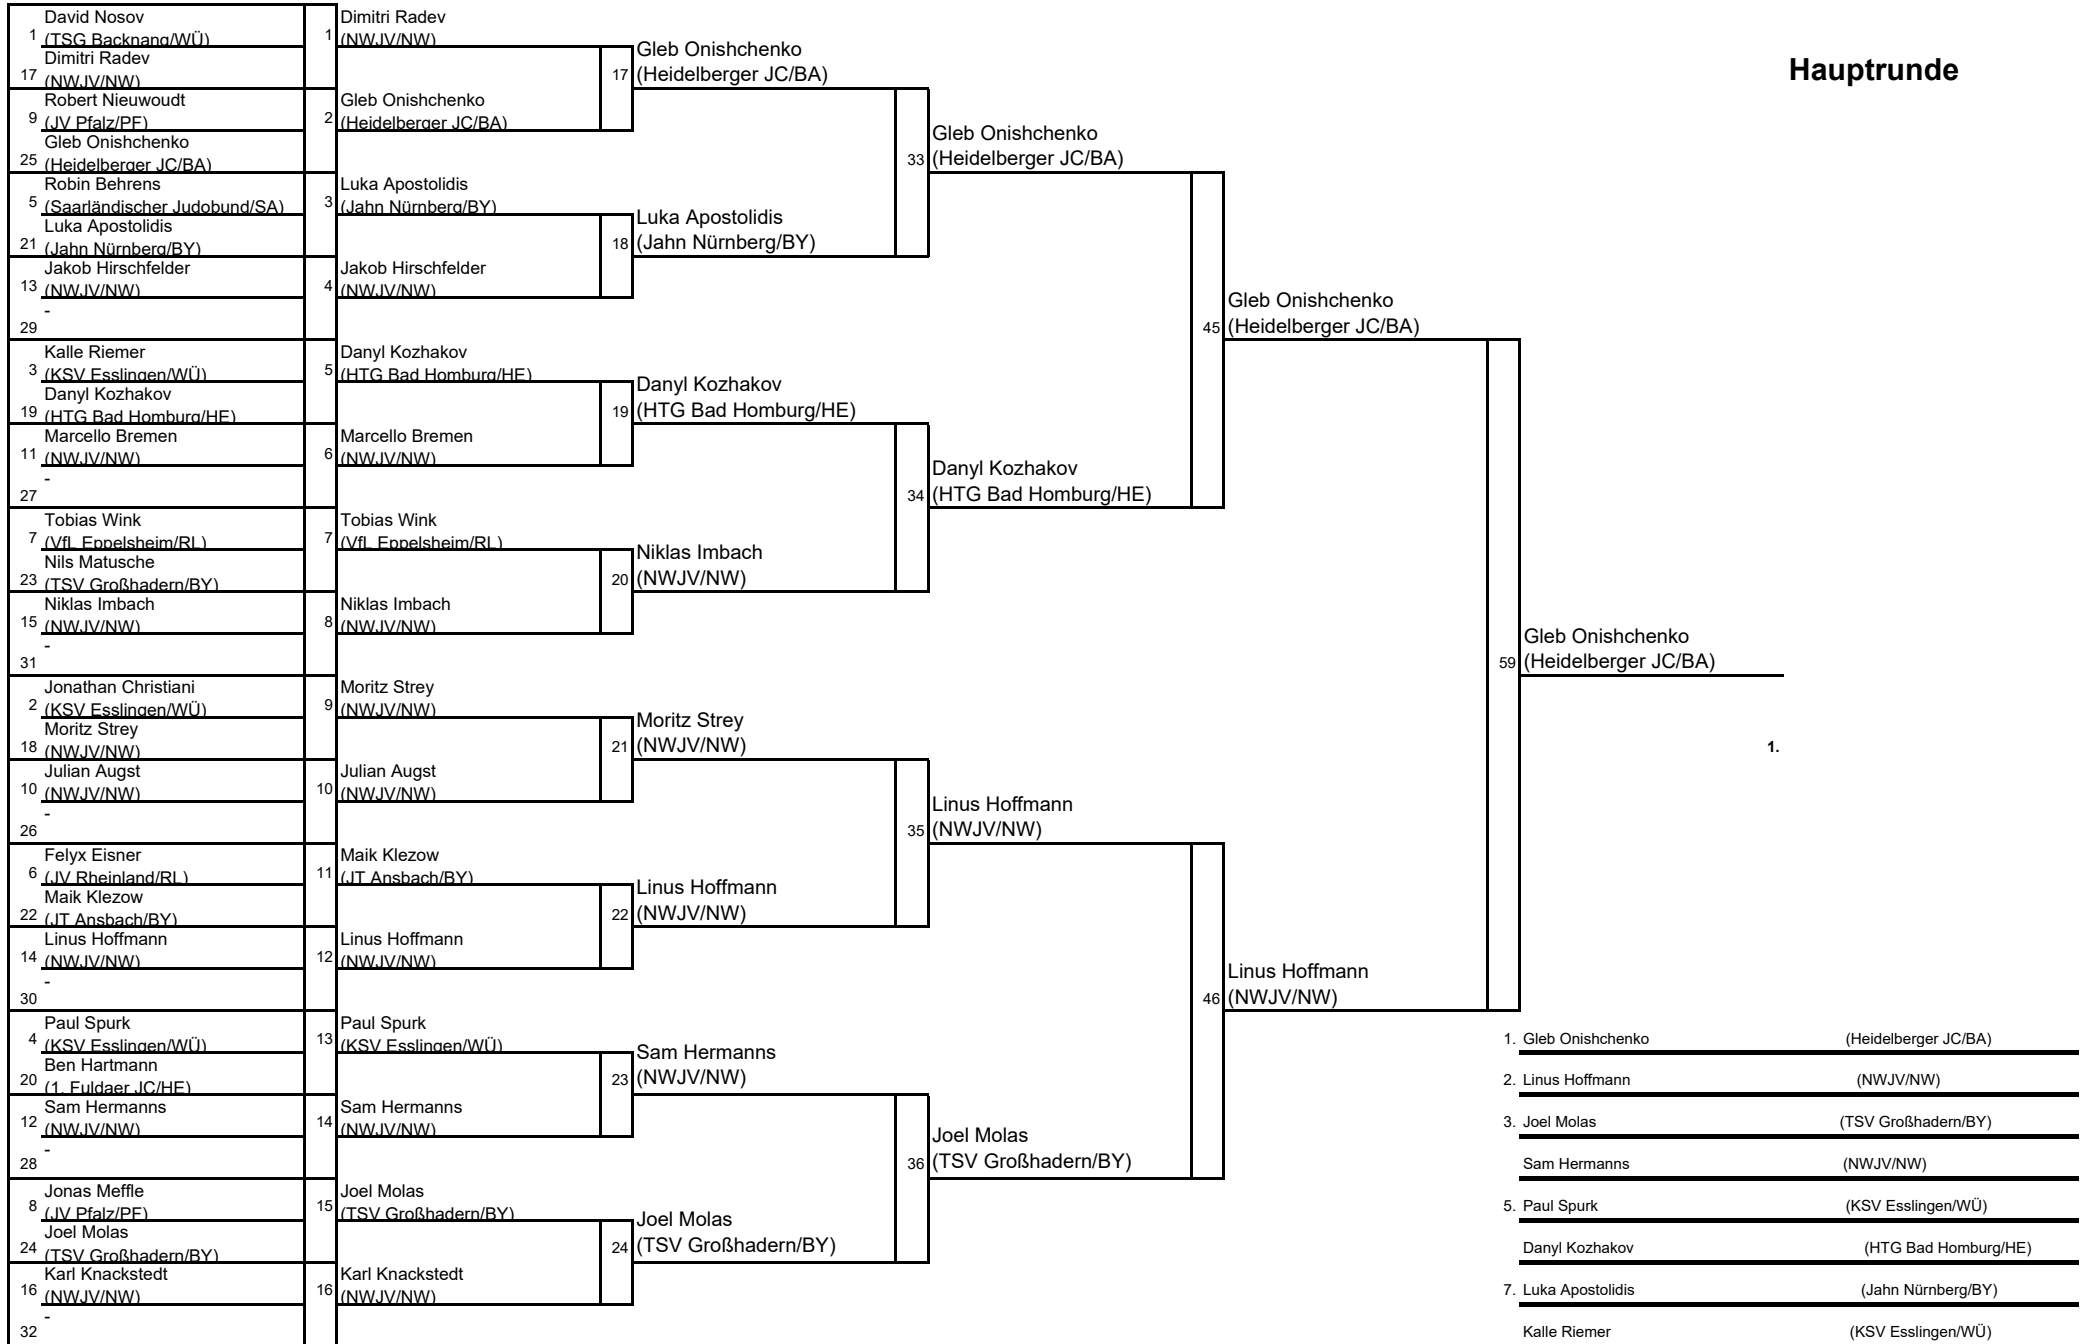 Hauptrunde
1 David Nosov
(TSG Backnang/WÜ)
17 Dimitri Radev
(NWJV/NW)
9 Robert Nieuwoudt
(JV Pfalz/PF)
25 Gleb Onishchenko
(Heidelberger JC/BA)
5 Robin Behrens
(Saarländischer Judobund/SA)
21 Luka Apostolidis
(Jahn Nürnberg/BY)
13 Jakob Hirschfelder
(NWJV/NW)
29 -
3 Kalle Riemer
(KSV Esslingen/WÜ)
19 Danyl Kozhakov
(HTG Bad Homburg/HE)
11 Marcello Bremen
(NWJV/NW)
27 -
7 Tobias Wink
(VfL Eppelsheim/RL)
23 Nils Matusche
(TSV Großhadern/BY)
15 Niklas Imbach
(NWJV/NW)
31 -
2 Jonathan Christiani
(KSV Esslingen/WÜ)
18 Moritz Strey
(NWJV/NW)
10 Julian Augst
(NWJV/NW)
26 -
6 Felyx Eisner
(JV Rheinland/RL)
22 Maik Klezow
(JT Ansbach/BY)
14 Linus Hoffmann
(NWJV/NW)
30 -
4 Paul Spurk
(KSV Esslingen/WÜ)
20 Ben Hartmann
(1. Fuldaer JC/HE)
12 Sam Hermanns
(NWJV/NW)
28 -
8 Jonas Meffle
(JV Pfalz/PF)
24 Joel Molas
(TSV Großhadern/BY)
16 Karl Knackstedt
(NWJV/NW)
32 -
1 Dimitri Radev
(NWJV/NW)
2 Gleb Onishchenko
(Heidelberger JC/BA)
3 Luka Apostolidis
(Jahn Nürnberg/BY)
4 Jakob Hirschfelder
(NWJV/NW)
5 Danyl Kozhakov
(HTG Bad Homburg/HE)
6 Marcello Bremen
(NWJV/NW)
7 Tobias Wink
(VfL Eppelsheim/RL)
8 Niklas Imbach
(NWJV/NW)
9 Moritz Strey
(NWJV/NW)
10 Julian Augst
(NWJV/NW)
11 Maik Klezow
(JT Ansbach/BY)
12 Linus Hoffmann
(NWJV/NW)
13 Paul Spurk
(KSV Esslingen/WÜ)
14 Sam Hermanns
(NWJV/NW)
15 Joel Molas
(TSV Großhadern/BY)
16 Karl Knackstedt
(NWJV/NW)
17 Gleb Onishchenko
(Heidelberger JC/BA)
18 Luka Apostolidis
(Jahn Nürnberg/BY)
19 Danyl Kozhakov
(HTG Bad Homburg/HE)
20 Niklas Imbach
(NWJV/NW)
21 Moritz Strey
(NWJV/NW)
22 Linus Hoffmann
(NWJV/NW)
23 Sam Hermanns
(NWJV/NW)
24 Joel Molas
(TSV Großhadern/BY)
33 Gleb Onishchenko
(Heidelberger JC/BA)
34 Danyl Kozhakov
(HTG Bad Homburg/HE)
35 Linus Hoffmann
(NWJV/NW)
36 Joel Molas
(TSV Großhadern/BY)
45 Gleb Onishchenko
(Heidelberger JC/BA)
46 Linus Hoffmann
(NWJV/NW)
59 Gleb Onishchenko
(Heidelberger JC/BA)
1.
1. Gleb Onishchenko (Heidelberger JC/BA)
2. Linus Hoffmann (NWJV/NW)
3. Joel Molas (TSV Großhadern/BY)
Sam Hermanns (NWJV/NW)
5. Paul Spurk (KSV Esslingen/WÜ)
Danyl Kozhakov (HTG Bad Homburg/HE)
7. Luka Apostolidis (Jahn Nürnberg/BY)
Kalle Riemer (KSV Esslingen/WÜ)